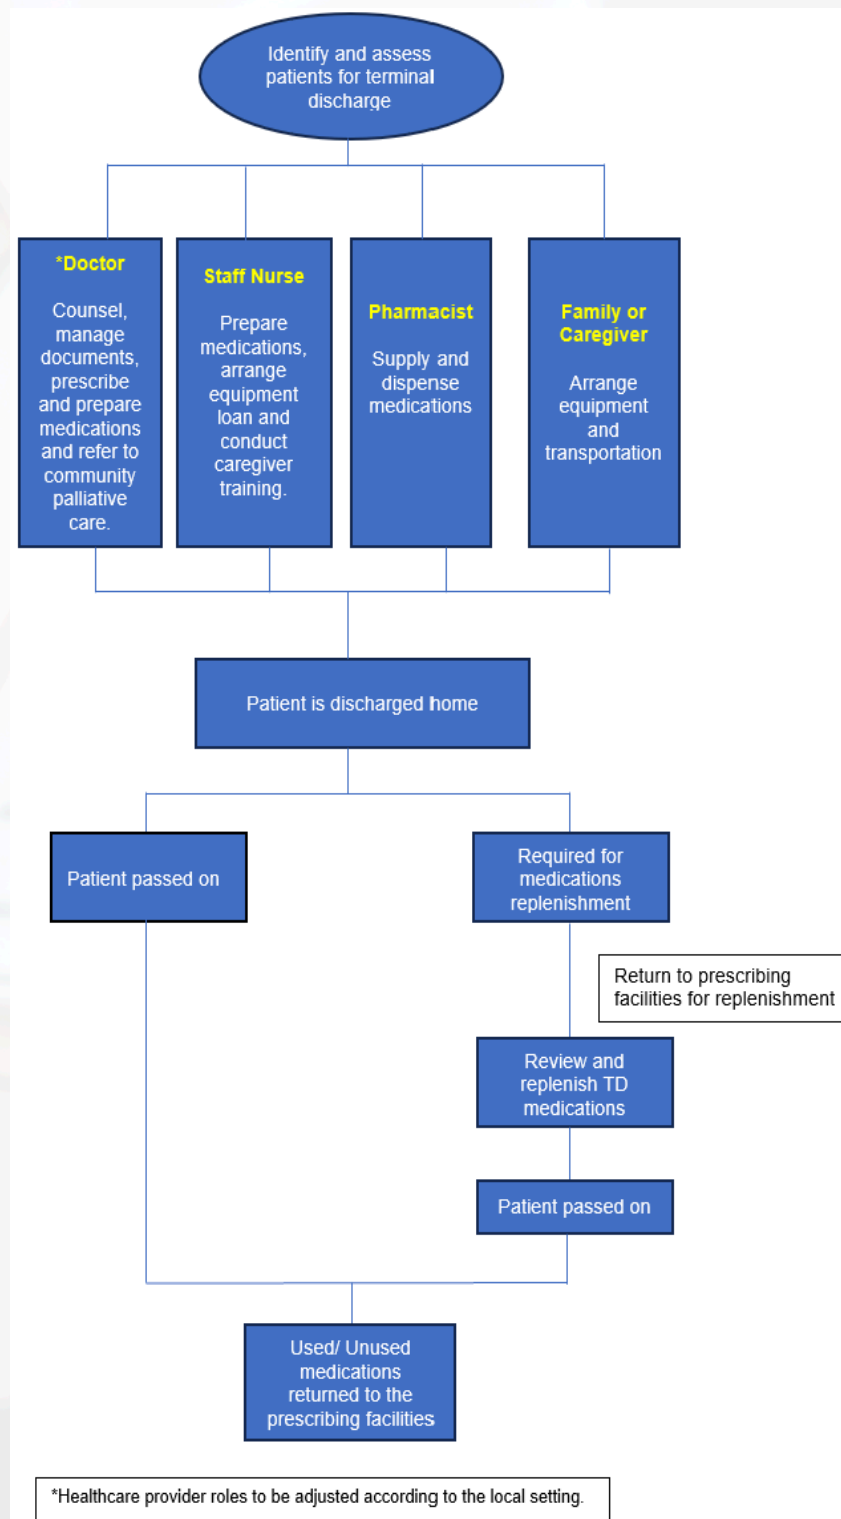 Identify and assess
patients for terminal
discharge
*Doctor
Counsel,
manage
documents,
prescribe
and prepare
medications
and refer to
community
palliative
care.
Staff Nurse
Prepare
medications,
arrange
equipment
loan and
conduct
caregiver
training.
Pharmacist
Supply and
dispense
medications
Family or
Caregiver
Arrange
equipment
and
transportation
Patient is discharged home
Patient passed on
Required for
medications
replenishment
Return to prescribing
facilities for replenishment
Review and
replenish TD
medications
Patient passed on
Used/ Unused
medications
returned to the
prescribing facilities
*Healthcare provider roles to be adjusted according to the local setting.